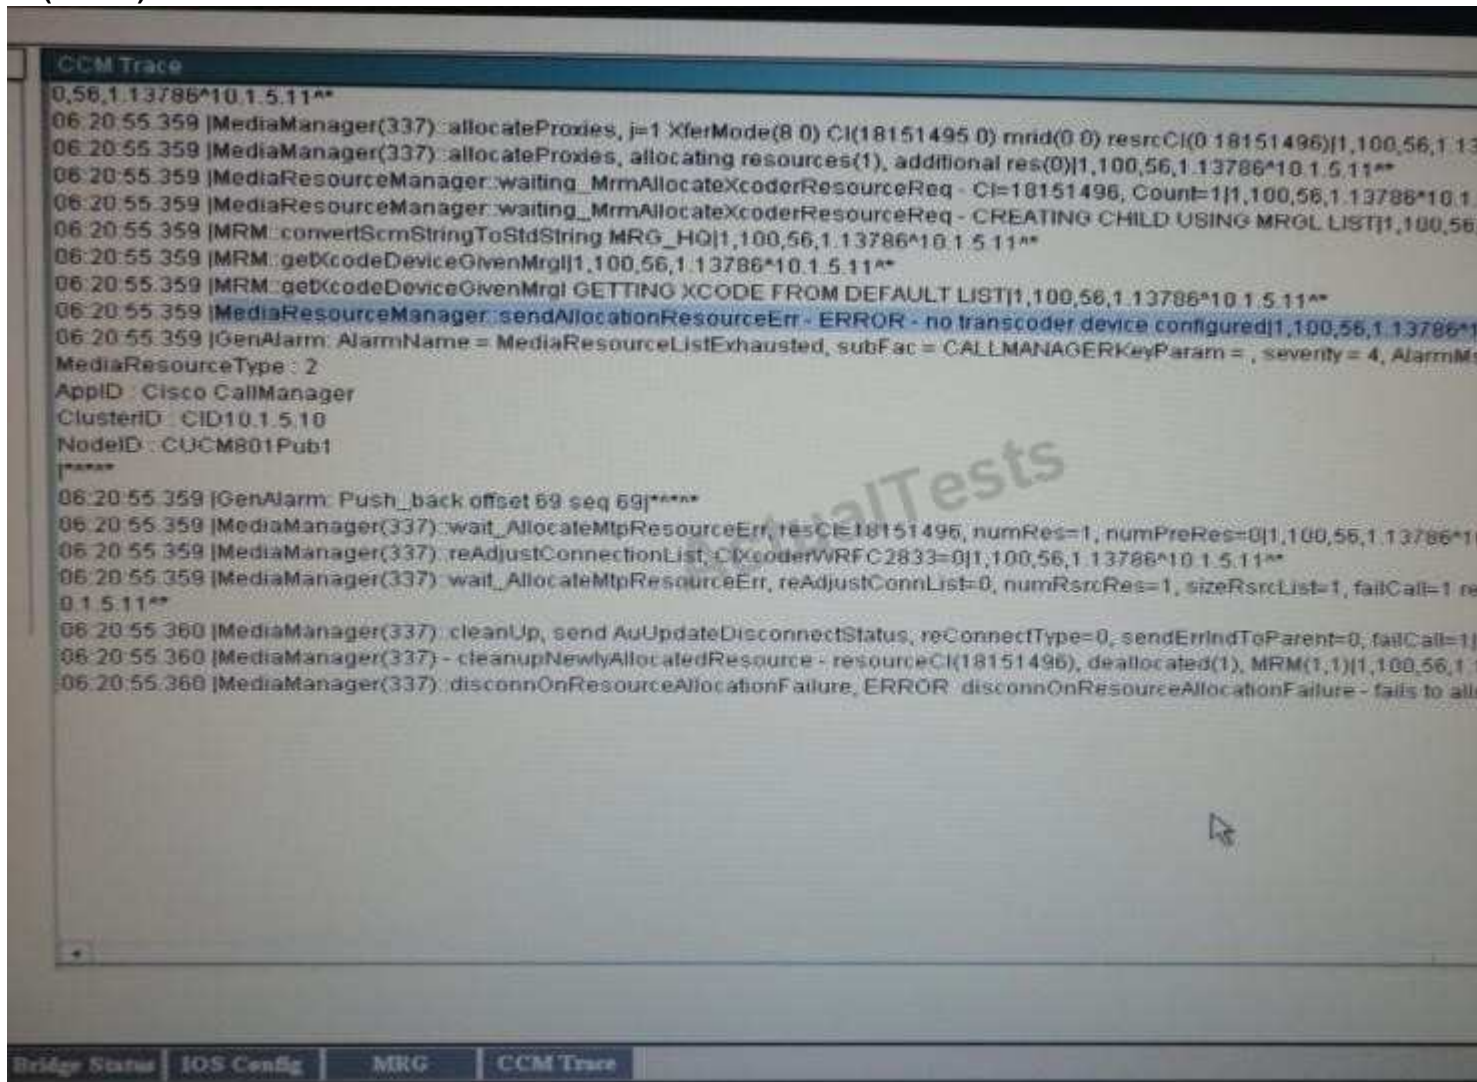 CCM Trace
0,56,1.13786^10.1.5.11^*
06:20:55.359 |MediaManager(337)::allocateProxies, j=1 XferMode(8 0) CI(18151495 0) mrid(0 0) resrcCI(0 18151496)|1,100,56,1.13
06:20:55.359 |MediaManager(337)::allocateProxies, allocating resources(1), additional res(0)|1,100,56,1.13786^10.1.5.11^*
06:20:55.359 |MediaResourceManager::waiting_MrmAllocateXcoderResourceReq - CI=18151496, Count=1|1,100,56,1.13786^10.1
06:20:55.359 |MediaResourceManager::waiting_MrmAllocateXcoderResourceReq - CREATING CHILD USING MRGL LIST|1,100,56
06:20:55.359 |MRM::convertScmStringToStdString MRG_HQ|1,100,56,1.13786^10.1.5.11^*
06:20:55.359 |MRM::getXcodeDeviceGivenMrgl|1,100,56,1.13786^10.1.5.11^*
06:20:55.359 |MRM::getXcodeDeviceGivenMrgl GETTING XCODE FROM DEFAULT LIST|1,100,56,1.13786^10.1.5.11^*
06:20:55.359 |MediaResourceManager::sendAllocationResourceErr - ERROR - no transcoder device configured|1,100,56,1.13786^1
06:20:55.359 |GenAlarm: AlarmName = MediaResourceListExhausted, subFac = CALLMANAGERKeyParam = , severity = 4, AlarmMs
MediaResourceType : 2
AppID : Cisco CallManager
ClusterID : CID10.1.5.10
NodeID : CUCM801Pub1
|*^*^*
06:20:55.359 |GenAlarm: Push_back offset 69 seq 69|*^*^*
06:20:55.359 |MediaManager(337)::wait_AllocateMtpResourceErr, resCI=18151496, numRes=1, numPreRes=0|1,100,56,1.13786^1
06:20:55.359 |MediaManager(337)::reAdjustConnectionList, CIXcoderWRFC2833=0|1,100,56,1.13786^10.1.5.11^*
06:20:55.359 |MediaManager(337)::wait_AllocateMtpResourceErr, reAdjustConnList=0, numRsrcRes=1, sizeRsrcList=1, failCall=1 re
0.1.5.11^*
06:20:55.360 |MediaManager(337)::cleanUp, send AuUpdateDisconnectStatus, reConnectType=0, sendErrIndToParent=0, failCall=1|
06:20:55.360 |MediaManager(337) - cleanupNewlyAllocatedResource - resourceCI(18151496), deallocated(1), MRM(1,1)|1,100,56,1.
06:20:55.360 |MediaManager(337)::disconnOnResourceAllocationFailure, ERROR disconnOnResourceAllocationFailure - fails to all
ActualTests
Bridge Status
IOS Config
MRG
CCM Trace